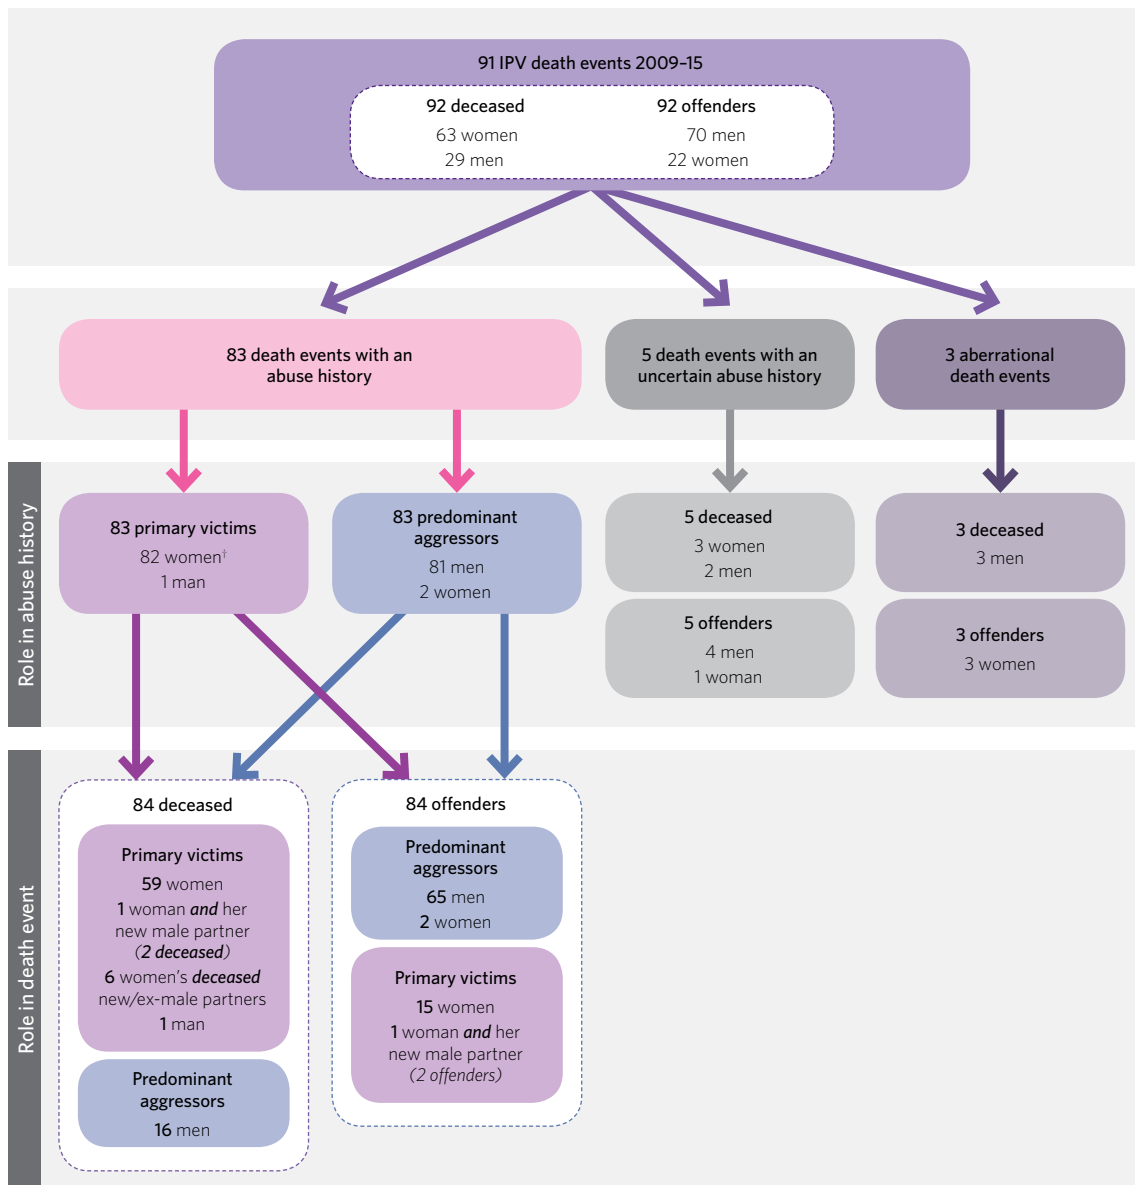 91 IPV death events 2009–15
92 deceased
63 women
29 men
92 offenders
70 men
22 women
83 death events with an
abuse history
5 death events with an
uncertain abuse history
3 aberrational
death events
Role in abuse history
83 primary victims
82 women†
1 man
83 predominant
aggressors
81 men
2 women
5 deceased
3 women
2 men
5 offenders
4 men
1 woman
3 deceased
3 men
3 offenders
3 women
Role in death event
84 deceased
Primary victims
59 women
1 woman and her
new male partner
(2 deceased)
6 women’s deceased
new/ex-male partners
1 man
Predominant
aggressors
16 men
84 offenders
Predominant
aggressors
65 men
2 women
Primary victims
15 women
1 woman and her
new male partner
(2 offenders)